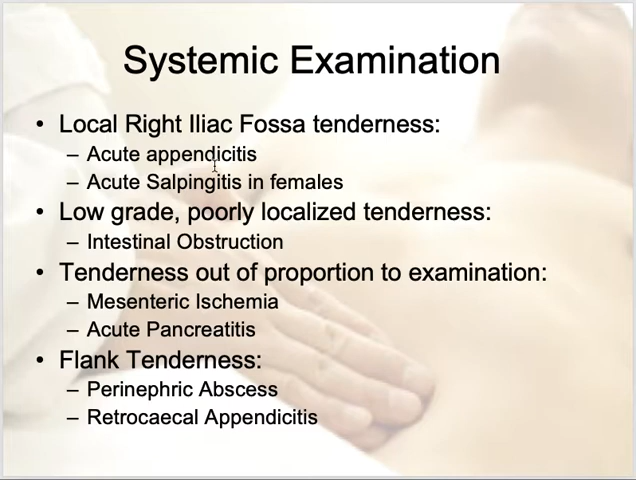 Systemic Examination
• Local Right Iliac Fossa tenderness:
– Acute appendicitis
– Acute Salpingitis in females
• Low grade, poorly localized tenderness:
– Intestinal Obstruction
• Tenderness out of proportion to examination:
– Mesenteric Ischemia
– Acute Pancreatitis
• Flank Tenderness:
– Perinephric Abscess
– Retrocaecal Appendicitis